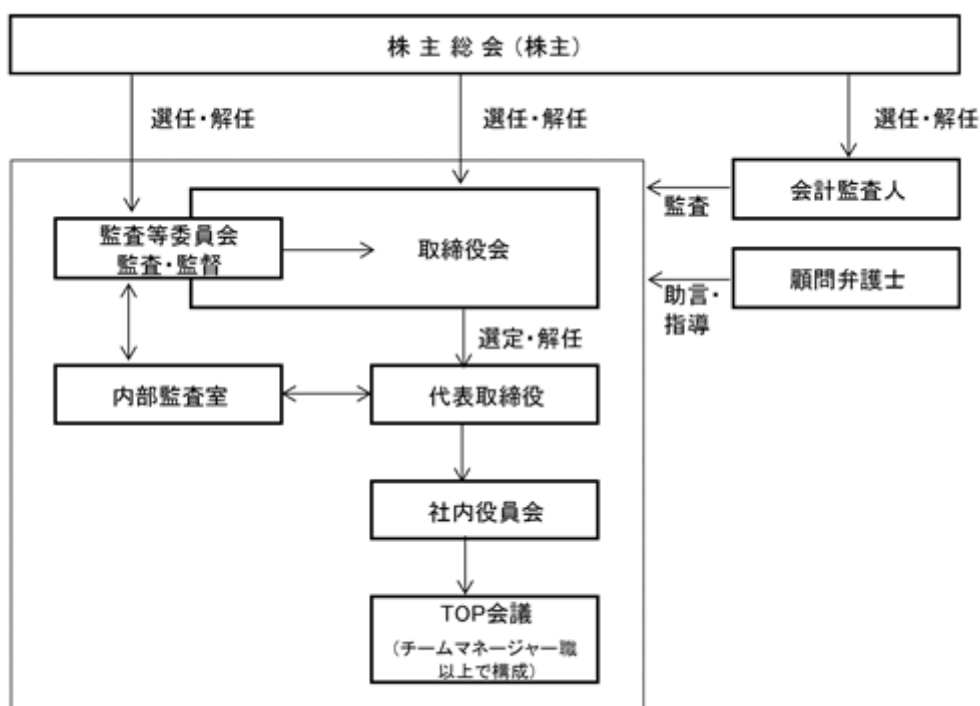 株 主 総 会 (株主)
選任・解任
選任・解任
選任・解任
会計監査人
監査
監査等委員会
監査・監督
取締役会
顧問弁護士
助言・
指導
選定・解任
内部監査室
代表取締役
社内役員会
TOP会議
(チームマネージャー職
以上で構成)